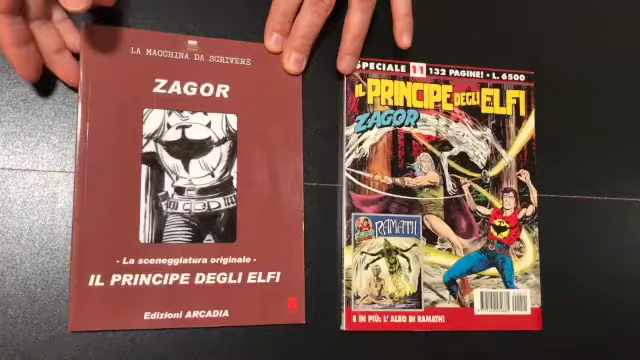 LA MACCHINA DA SCRIVERE
ZAGOR
- La sceneggiatura originale -
IL PRINCIPE DEGLI ELFI
Edizioni ARCADIA
SPECIALE 11 132 PAGINE! • L. 6500
IL PRINCIPE DEGLI ELFI
ZAGOR
RAMATH
E IN PIÙ: L'ALBO DI RAMATH!